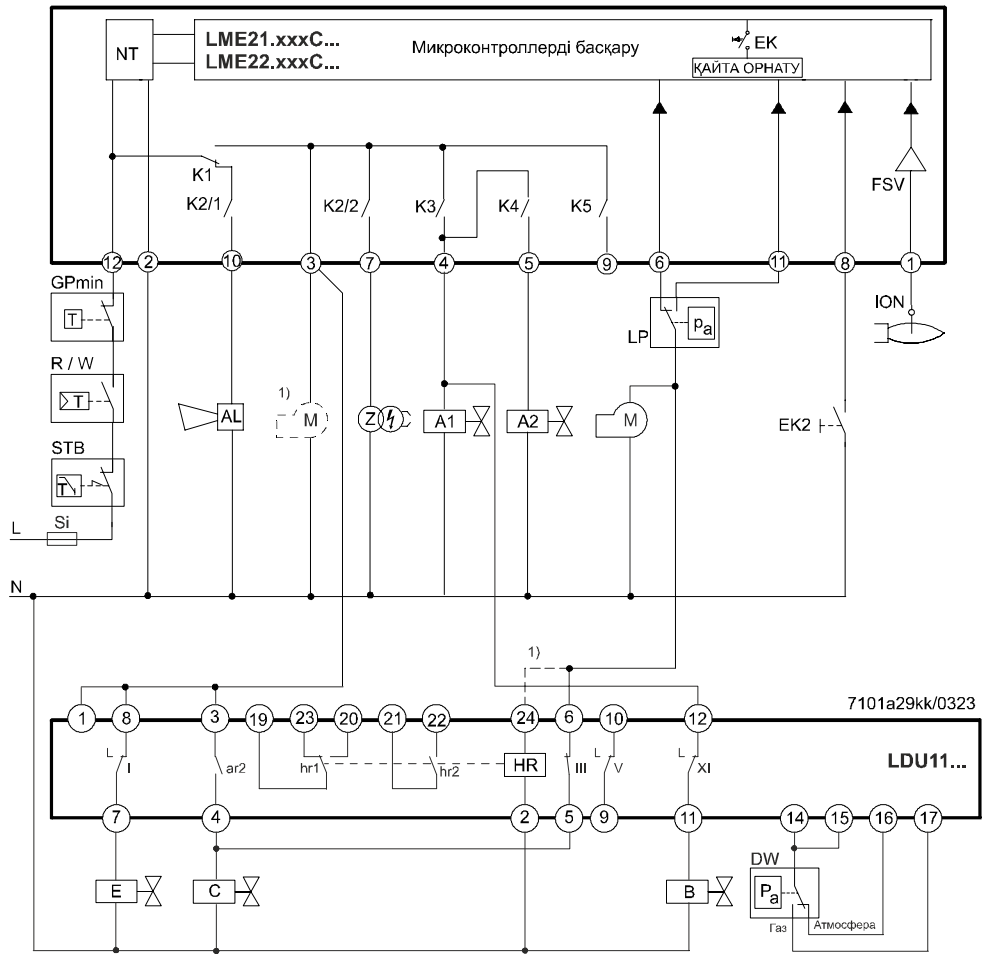 NT
LME21.xxxC...
LME22.xxxC...
Микроконтроллерді басқару
EK
ҚАЙТА ОРНАТУ
FSV
K1
K2/1
K2/2
K3
K4
K5
12
2
10
3
7
4
5
9
6
11
8
1
GPmin
T
R / W
T
STB
T
L
Si
N
AL
1)
M
Z
A1
A2
LP
Pa
M
EK2
ION
1)
7101a29kk/0323
1
8
3
19
23
20
21
22
24
6
10
12
LDU11...
I
ar2
hr1
hr2
HR
III
V
XI
7
4
2
5
9
11
14
15
16
17
E
C
B
DW
Pa
Газ
Атмосфера